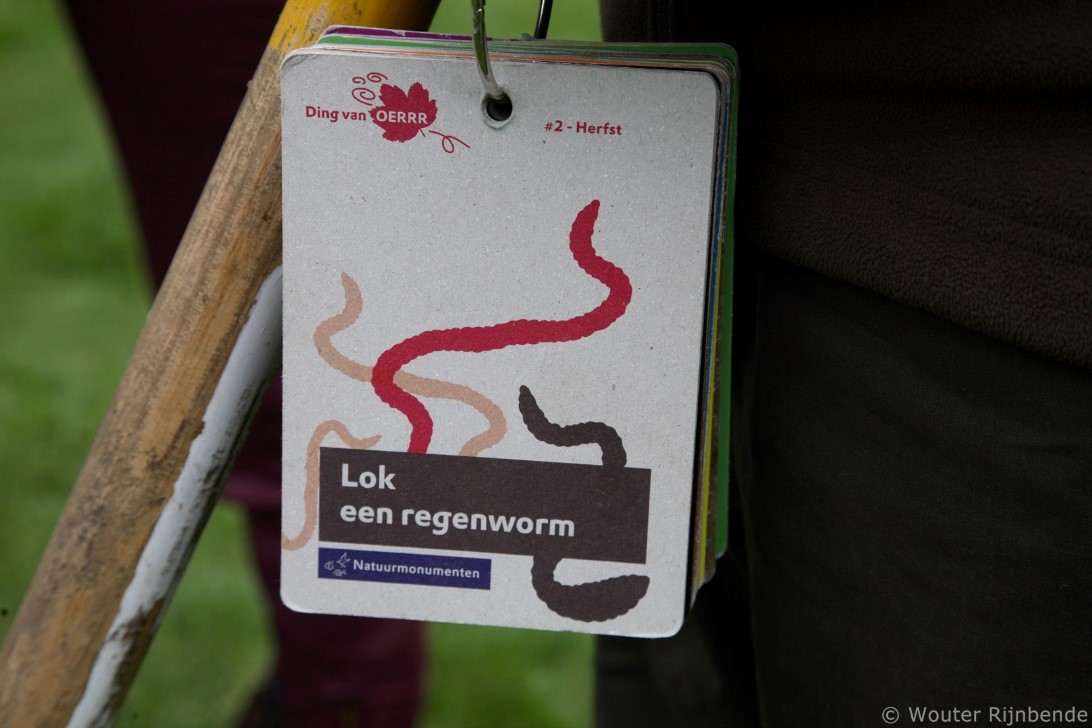 Ding van OERRR
#2 - Herfst
Lok
een regenworm
Natuurmonumenten
© Wouter Rijnbende